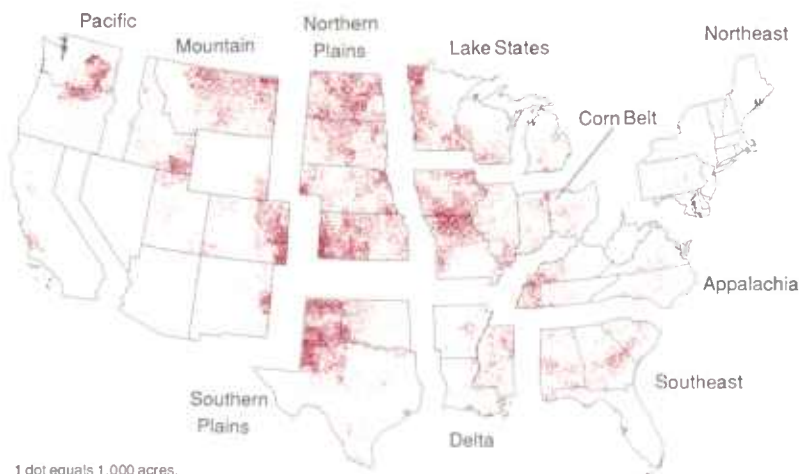 Pacific
Mountain
Northern
Plains
Lake States
Northeast
Corn Belt
Appalachia
Southeast
Delta
Southern
Plains
1 dot equals 1,000 acres.